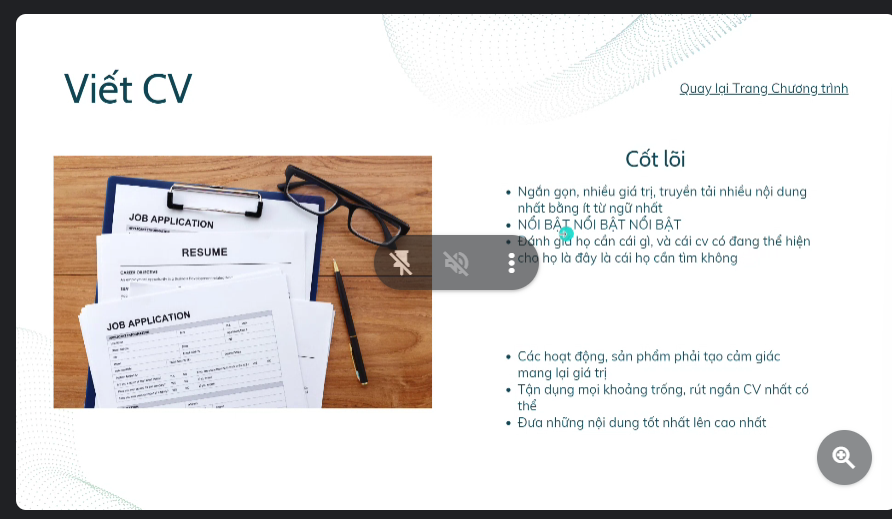 Viết CV
Quay lại Trang Chương trình
JOB APPLICATION
RESUME
CAREER OBJECTIVE
JOB APPLICATION
Cốt lõi
• Ngắn gọn, nhiều giá trị, truyền tải nhiều nội dung
nhất bằng ít từ ngữ nhất
• NỔI BẬT NỔI BẬT NỔI BẬT
• Đánh giá họ cần cái gì, và cái cv có đang thể hiện
cho họ là đây là cái họ cần tìm không
• Các hoạt động, sản phẩm phải tạo cảm giác
mang lại giá trị
• Tận dụng mọi khoảng trống, rút ngắn CV nhất có
thể
• Đưa những nội dung tốt nhất lên cao nhất